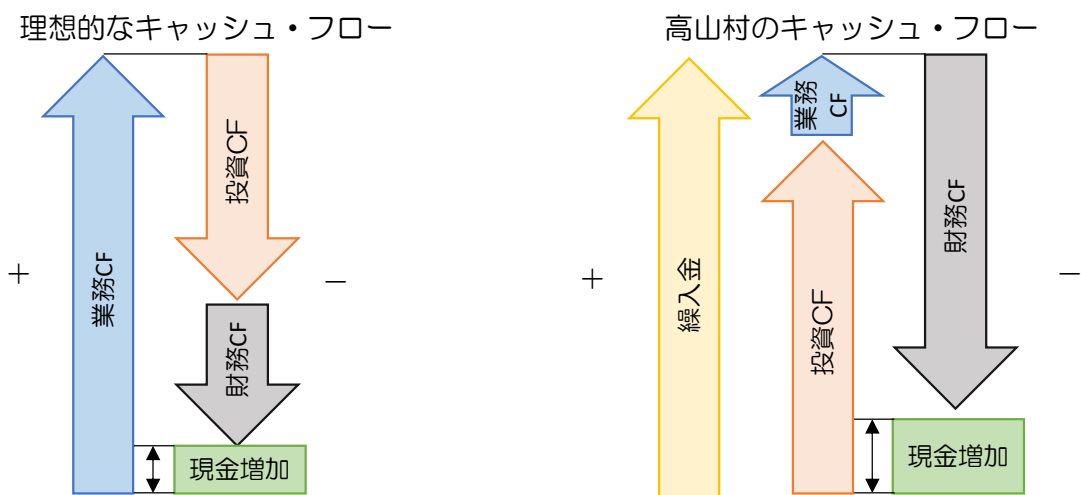 理想的なキャッシュ・フロー
＋
業務CF
投資CF
財務CF
－
現金増加
高山村のキャッシュ・フロー
＋
繰入金
業務
CF
投資CF
財務CF
－
現金増加